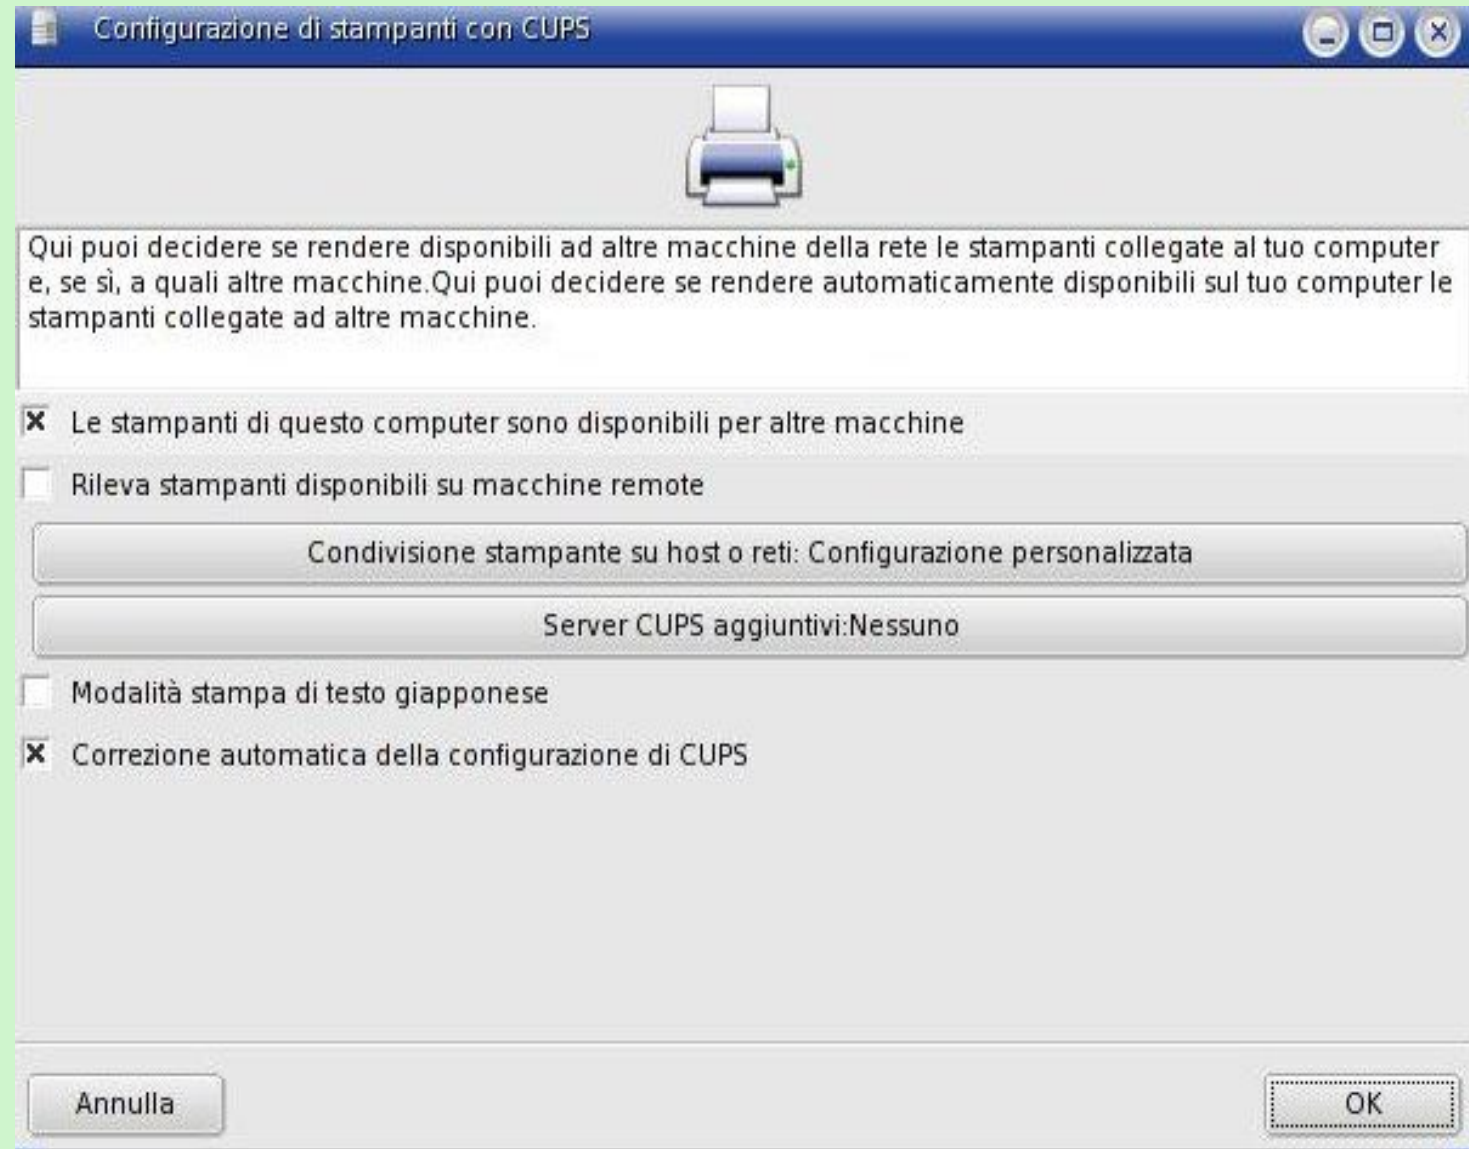 Configurazione di stampanti con CUPS
Qui puoi decidere se rendere disponibili ad altre macchine della rete le stampanti collegate al tuo computer
e, se sì, a quali altre macchine.Qui puoi decidere se rendere automaticamente disponibili sul tuo computer le
stampanti collegate ad altre macchine.
Le stampanti di questo computer sono disponibili per altre macchine
Rileva stampanti disponibili su macchine remote
Condivisione stampante su host o reti: Configurazione personalizzata
Server CUPS aggiuntivi:Nessuno
Modalità stampa di testo giapponese
Correzione automatica della configurazione di CUPS
Annulla
OK